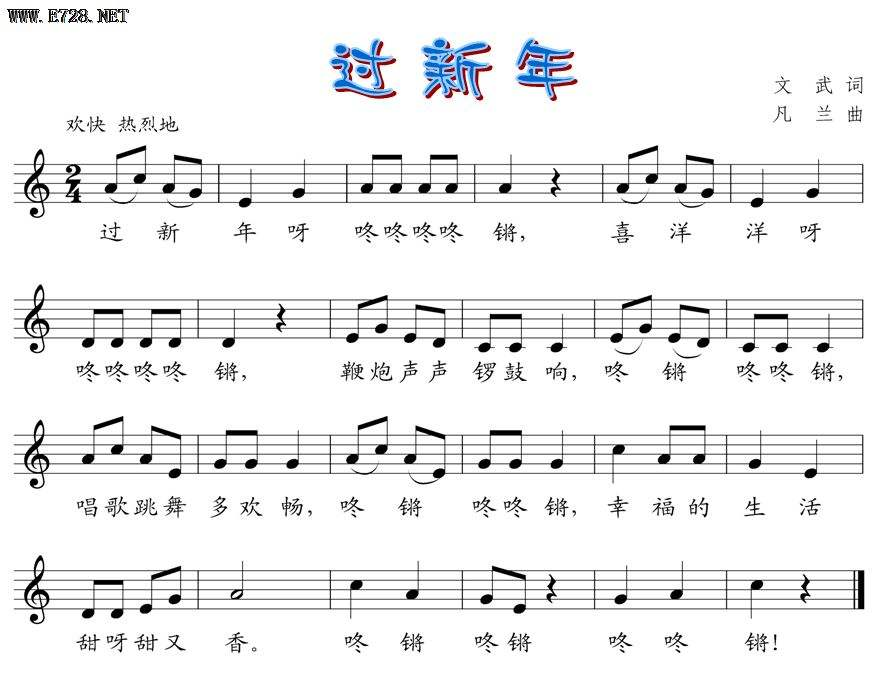 WWW.E728.NET
过新年
文 武 词
凡 兰 曲
欢快 热烈地
2
4
过 新 年 呀 咚咚咚咚 锵, 喜 洋 洋 呀
咚咚咚咚 锵, 鞭炮声声 锣鼓响, 咚 锵 咚咚锵,
唱歌跳舞 多欢畅, 咚 锵 咚咚锵, 幸 福的 生 活
甜呀甜又 香。 咚 锵 咚锵 咚 咚 锵!